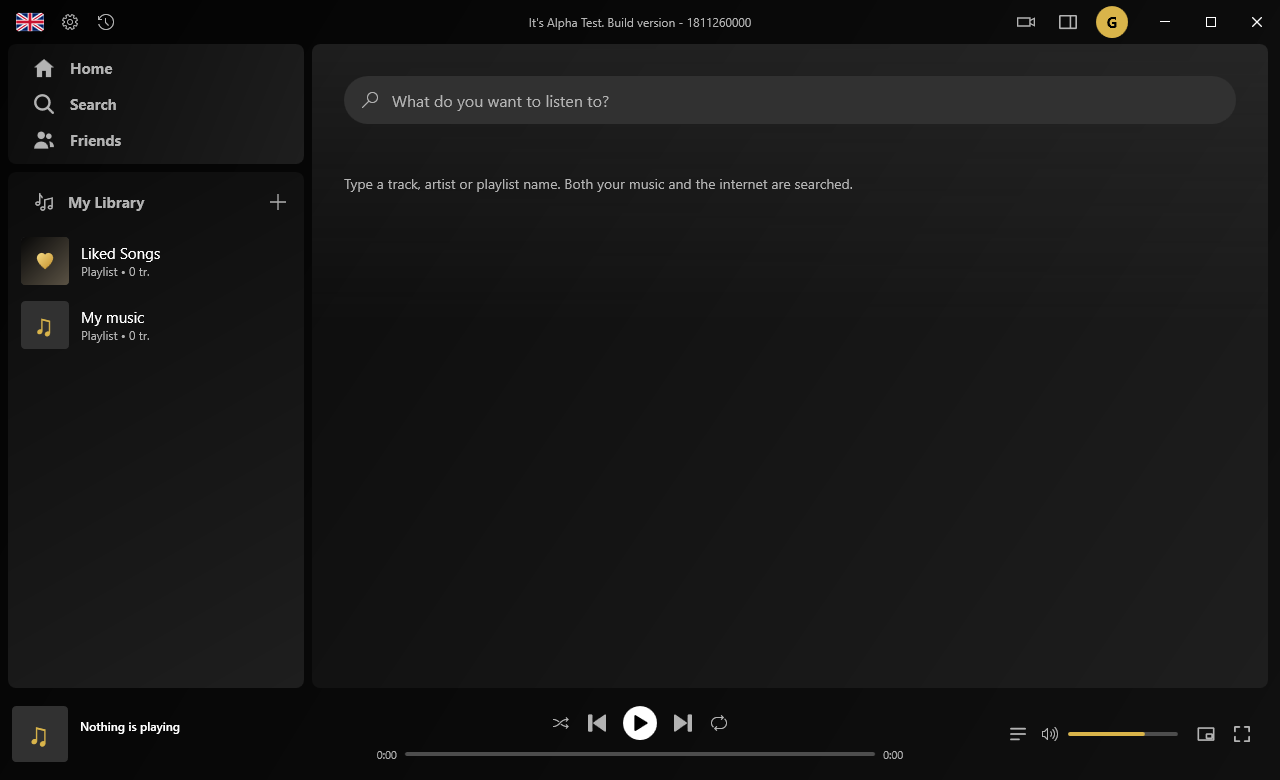 It's Alpha Test. Build version - 1811260000
G
Home
Search
Friends
My Library
Liked Songs
Playlist • 0 tr.
My music
Playlist • 0 tr.
What do you want to listen to?
Type a track, artist or playlist name. Both your music and the internet are searched.
Nothing is playing
0:00
0:00